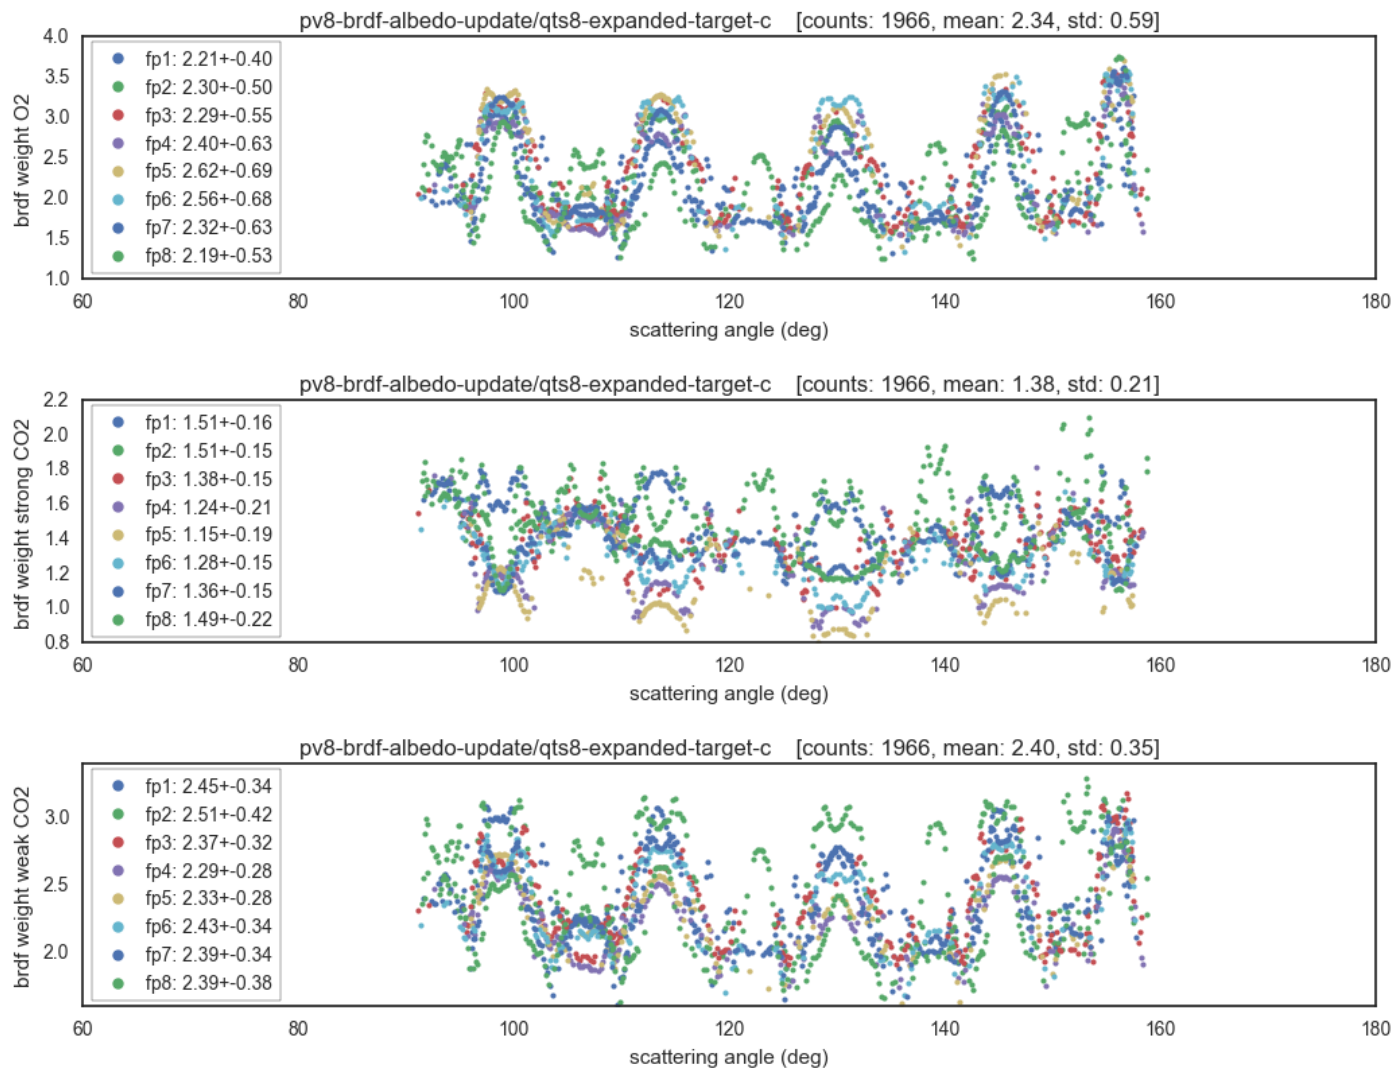 pv8-brdf-albedo-update/qts8-expanded-target-c [counts: 1966, mean: 2.34, std: 0.59]
brdf weight O2
4.0
3.5
3.0
2.5
2.0
1.5
1.0
fp1: 2.21+-0.40
fp2: 2.30+-0.50
fp3: 2.29+-0.55
fp4: 2.40+-0.63
fp5: 2.62+-0.69
fp6: 2.56+-0.68
fp7: 2.32+-0.63
fp8: 2.19+-0.53
60 80 100 120 140 160 180
scattering angle (deg)
pv8-brdf-albedo-update/qts8-expanded-target-c [counts: 1966, mean: 1.38, std: 0.21]
brdf weight strong CO2
2.2
2.0
1.8
1.6
1.4
1.2
1.0
0.8
fp1: 1.51+-0.16
fp2: 1.51+-0.15
fp3: 1.38+-0.15
fp4: 1.24+-0.21
fp5: 1.15+-0.19
fp6: 1.28+-0.15
fp7: 1.36+-0.15
fp8: 1.49+-0.22
60 80 100 120 140 160 180
scattering angle (deg)
pv8-brdf-albedo-update/qts8-expanded-target-c [counts: 1966, mean: 2.40, std: 0.35]
brdf weight weak CO2
3.0
2.5
2.0
fp1: 2.45+-0.34
fp2: 2.51+-0.42
fp3: 2.37+-0.32
fp4: 2.29+-0.28
fp5: 2.33+-0.28
fp6: 2.43+-0.34
fp7: 2.39+-0.34
fp8: 2.39+-0.38
60 80 100 120 140 160 180
scattering angle (deg)